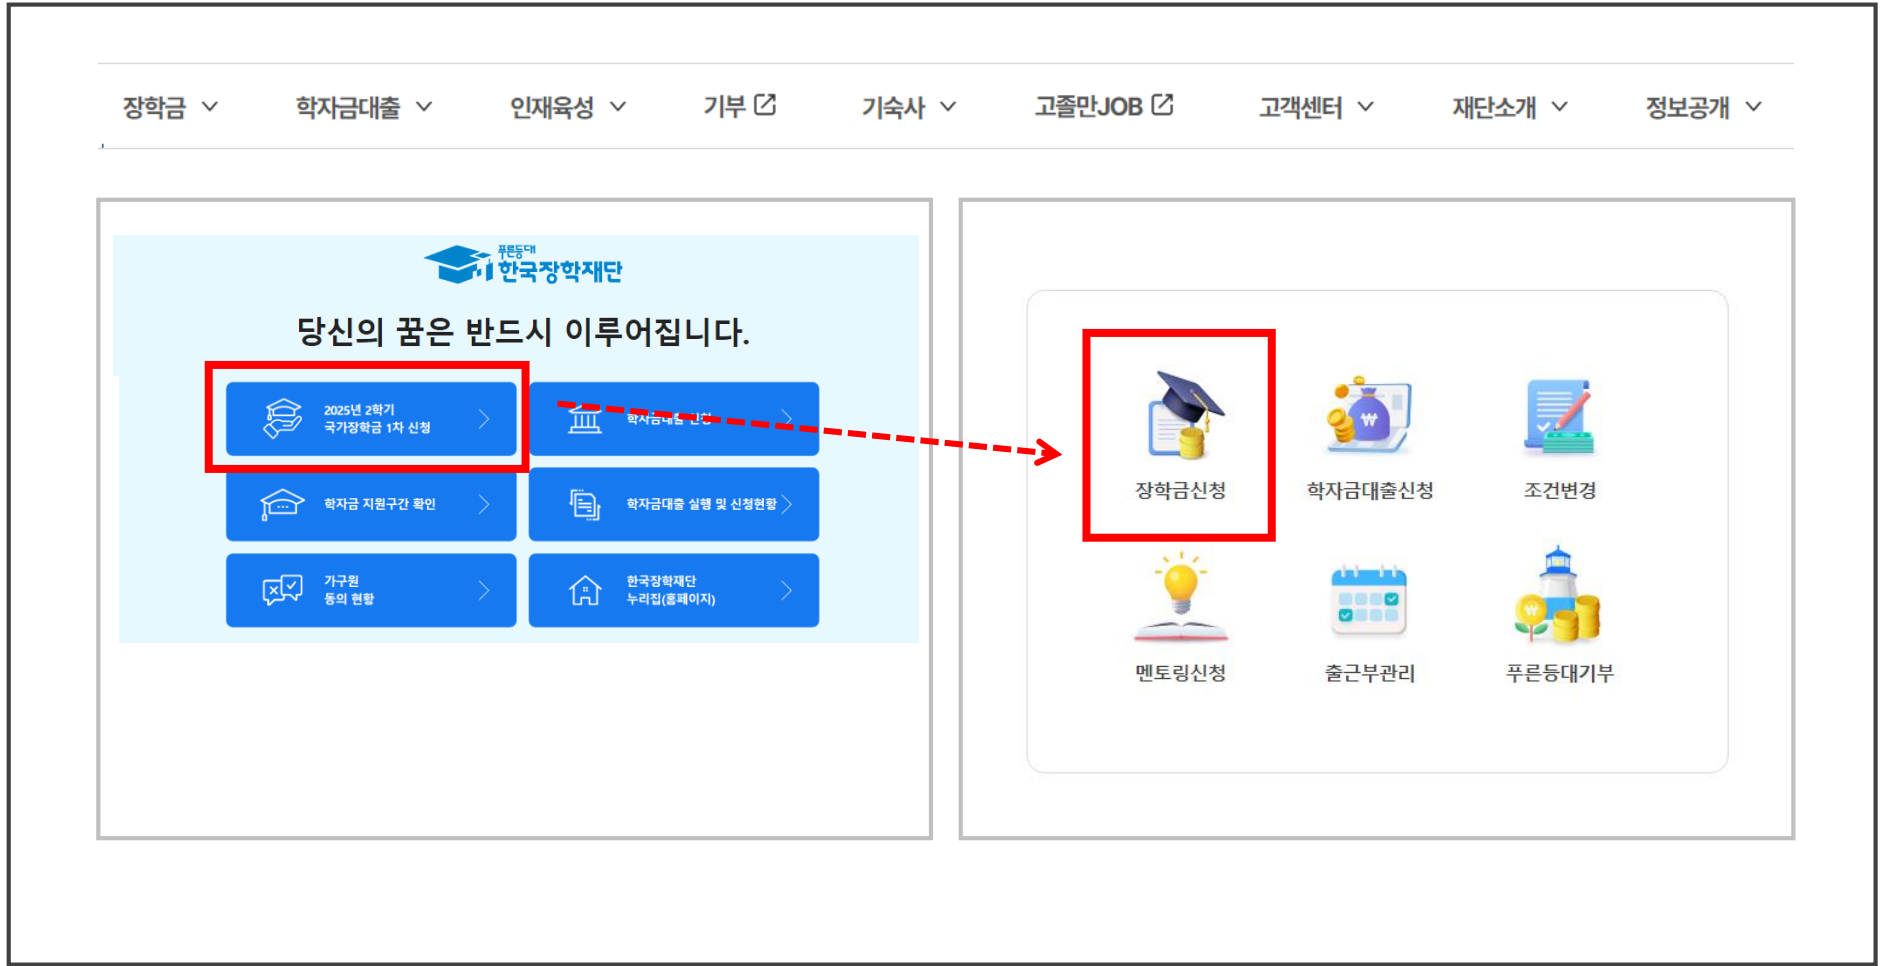 장학금
학자금대출
인재육성
기부
기숙사
고졸만JOB
고객센터
재단소개
정보공개
푸른등대
한국장학재단
당신의 꿈은 반드시 이루어집니다.
2025년 2학기
국가장학금 1차 신청
학자금대출 신청
학자금 지원구간 확인
학자금대출 실행 및 신청현황
가구원
동의 현황
한국장학재단
누리집(홈페이지)
장학금신청
학자금대출신청
조건변경
멘토링신청
출근부관리
푸른등대기부